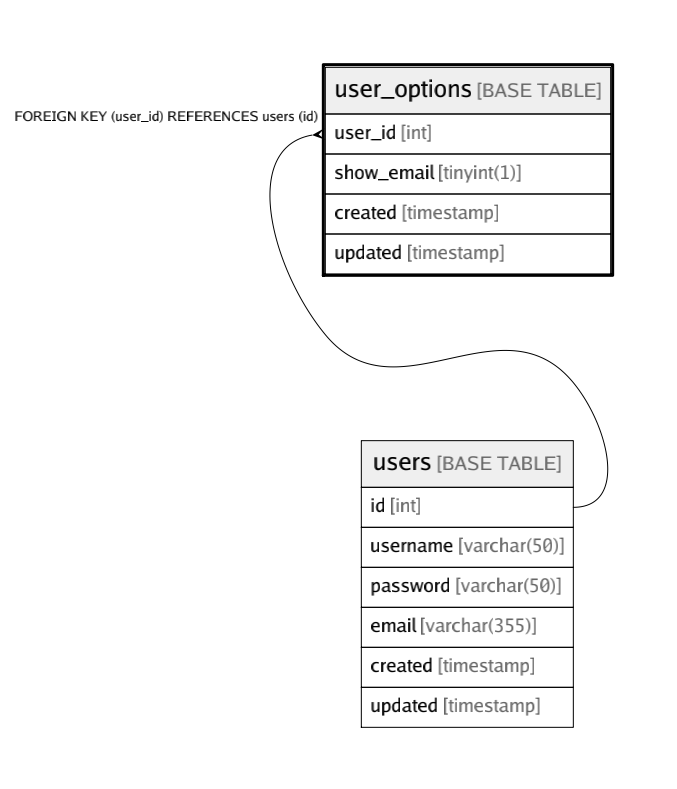 user_options [BASE TABLE]
FOREIGN KEY (user_id) REFERENCES users (id)
user_id [int]
show_email [tinyint(1)]
created [timestamp]
updated [timestamp]
users [BASE TABLE]
id [int]
username [varchar(50)]
password [varchar(50)]
email [varchar(355)]
created [timestamp]
updated [timestamp]